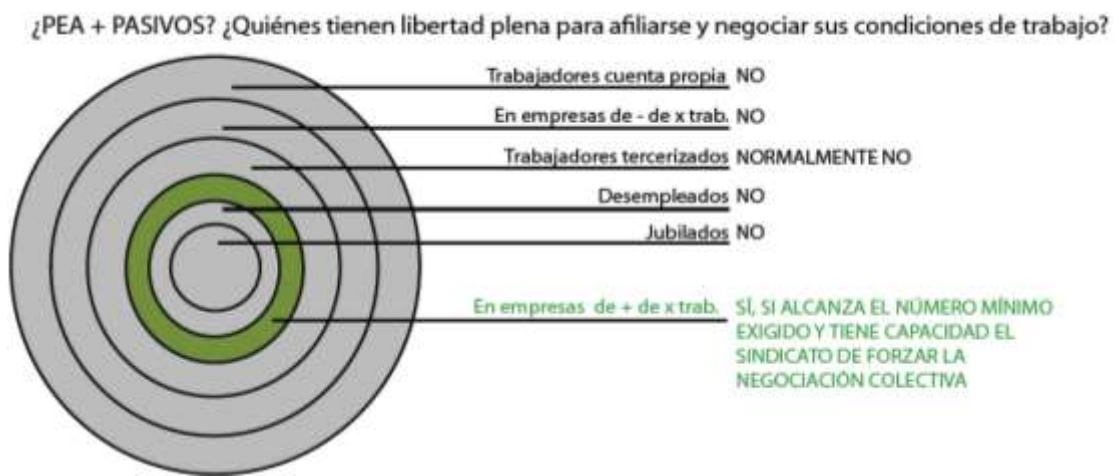 ¿PEA + PASIVOS? ¿Quiénes tienen libertad plena para afiliarse y negociar sus condiciones de trabajo?
Trabajadores cuenta propia NO
En empresas de - de x trab. NO
Trabajadores tercerizados NORMALMENTE NO
Desempleados NO
Jubilados NO
En empresas de + de x trab. SÍ, SI ALCANZA EL NÚMERO MÍNIMO
EXIGIDO Y TIENE CAPACIDAD EL
SINDICATO DE FORZAR LA
NEGOCIACIÓN COLECTIVA